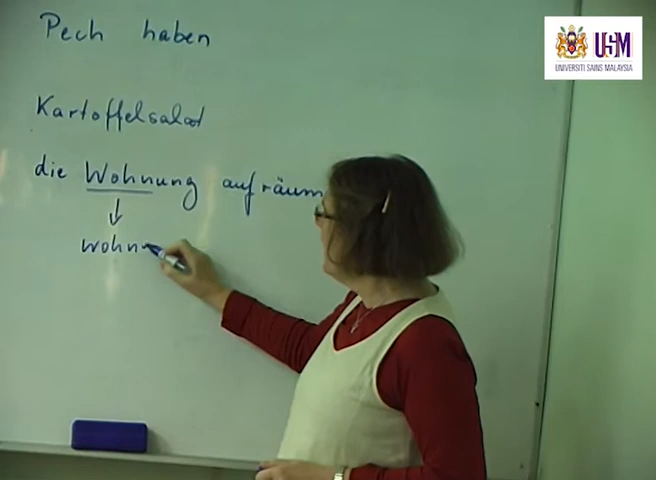 Pech haben
Kartoffelsalat
die Wohnung aufräum
wohn
USM
UNIVERSITI SAINS MALAYSIA